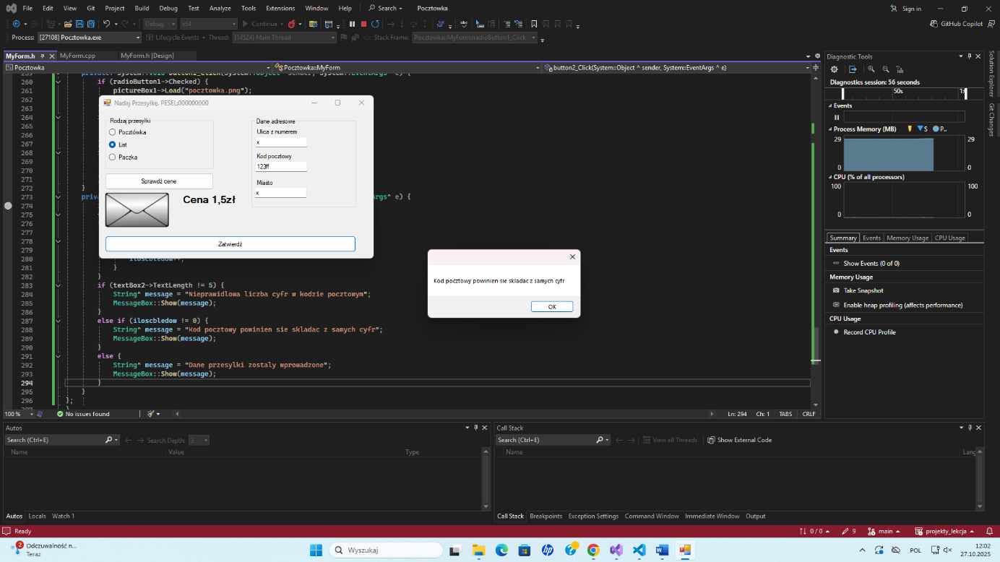 File Edit View Git Project Build Debug Test Analyze Tools Extensions Window Help Search Pocztowka Sign in
Debug x64 Continue
GitHub Copilot
Process: [27108] Pocztowka.exe Lifecycle Events Thread: [14524] Main Thread Stack Frame: Pocztowka::MyForm::radioButton1_Click
MyForm.h MyForm.cpp MyForm.h [Design]
Pocztowka Pocztowka::MyForm button2_Click(System::Object ^ sender, System::EventArgs ^ e)
260 if (radioButton1->Checked) {
261 pictureBox1->Load("pocztowka.png");
262
263
264
265
266
267
268
269
270
271
272 }
273 priva Args^ e) {
274
275
276
277
278
279
280 iloscbledow++;
281 }
282 }
283 if (textBox2->TextLength != 5) {
284 String^ message = "Nieprawidlowa liczba cyfr w kodzie pocztowym";
285 MessageBox::Show(message);
286 }
287 else if (iloscbledow != 0) {
288 String^ message = "Kod pocztowy powinien sie skladac z samych cyfr";
289 MessageBox::Show(message);
290 }
291 else {
292 String^ message = "Dane przesylki zostaly wprowadzone";
293 MessageBox::Show(message);
294 }
295 }
296 };
Nadaj Przesyłkę. PESEL:000000000
Rodzaj przesyłki
Pocztówka
List
Paczka
Sprawdź cene
Cena 1,5zł
Dane adresowe
Ulica z numerem
x
Kod pocztowy
123ff
Miasto
x
Zatwierdź
Kod pocztowy powinien sie skladac z samych cyfr
OK
100 % No issues found Ln: 294 Ch: 1 TABS CRLF
Diagnostic Tools
Diagnostics session: 56 seconds
50s
Events
Process Memory (MB) S P..
29 29
0 0
CPU (% of all processors)
100 100
0 0
Summary Events Memory Usage CPU Usage
Events
Show Events (0 of 0)
Memory Usage
Take Snapshot
Enable heap profiling (affects performance)
CPU Usage
Record CPU Profile
Solution Explorer
Git Changes
Autos
Search (Ctrl+E) Search Depth: 3
Name Value Type
Autos Locals Watch 1
Call Stack
Search (Ctrl+E) View all Threads Show External Code
Name Lang
Call Stack Breakpoints Exception Settings Command Window Immediate Window Output
Ready 0 / 0 9 main projekty_lekcja
2 Odczuwalność n...
Teraz
Wyszukaj
POL
12:02
27.10.2025